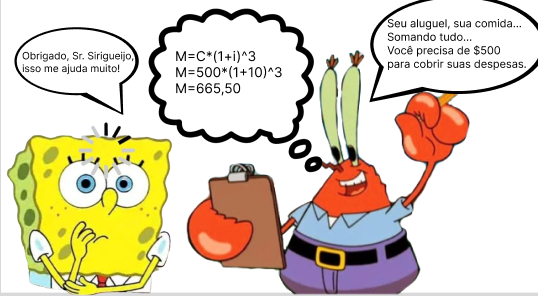 Obrigado, Sr. Sirigueijo,
isso me ajuda muito!
M=C*(1+i)^3
M=500*(1+10)^3
M=665,50
Seu aluguel, sua comida...
Somando tudo...
Você precisa de $500
para cobrir suas despesas.